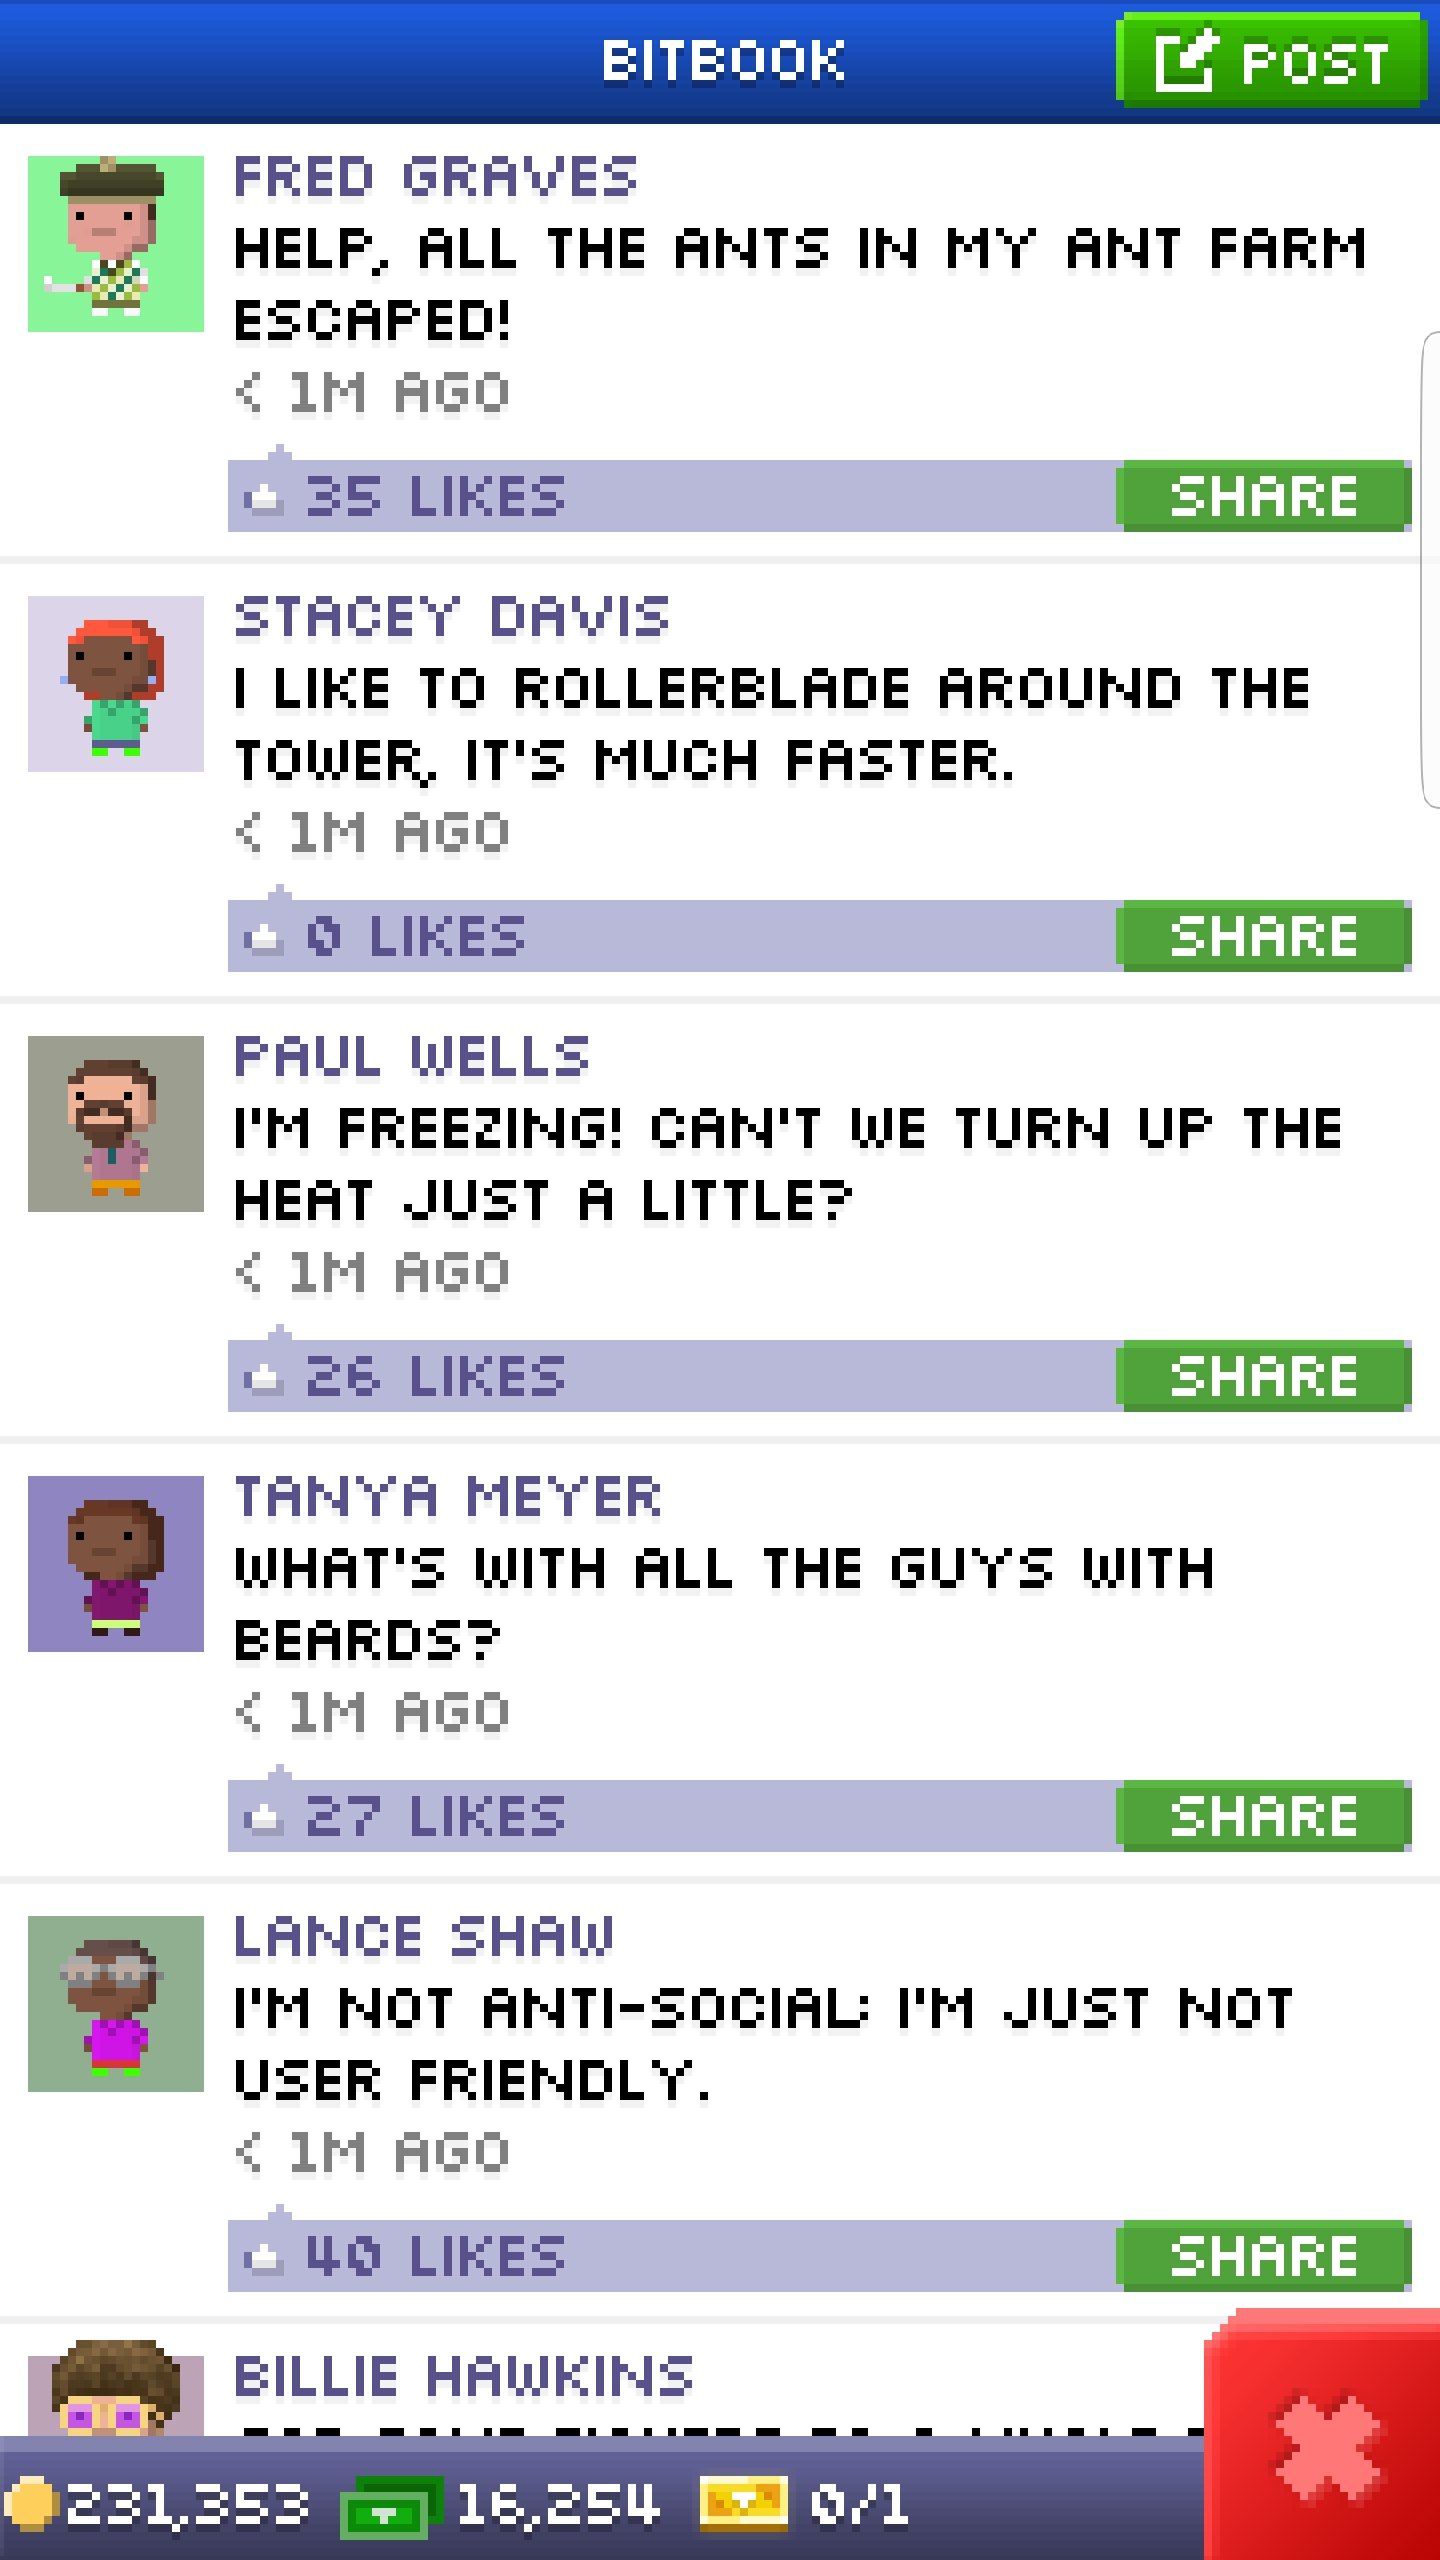 BITBOOK
POST
FRED GRAVES
HELP, ALL THE ANTS IN MY ANT FARM
ESCAPED!
< 1M AGO
35 LIKES
SHARE
STACEY DAVIS
I LIKE TO ROLLERBLADE AROUND THE
TOWER, IT'S MUCH FASTER.
< 1M AGO
0 LIKES
SHARE
PAUL WELLS
I'M FREEZING! CAN'T WE TURN UP THE
HEAT JUST A LITTLE?
< 1M AGO
26 LIKES
SHARE
TANYA MEYER
WHAT'S WITH ALL THE GUYS WITH
BEARDS?
< 1M AGO
27 LIKES
SHARE
LANCE SHAW
I'M NOT ANTI-SOCIAL; I'M JUST NOT
USER FRIENDLY.
< 1M AGO
40 LIKES
SHARE
BILLIE HAWKINS
231,353
16,254
0/1